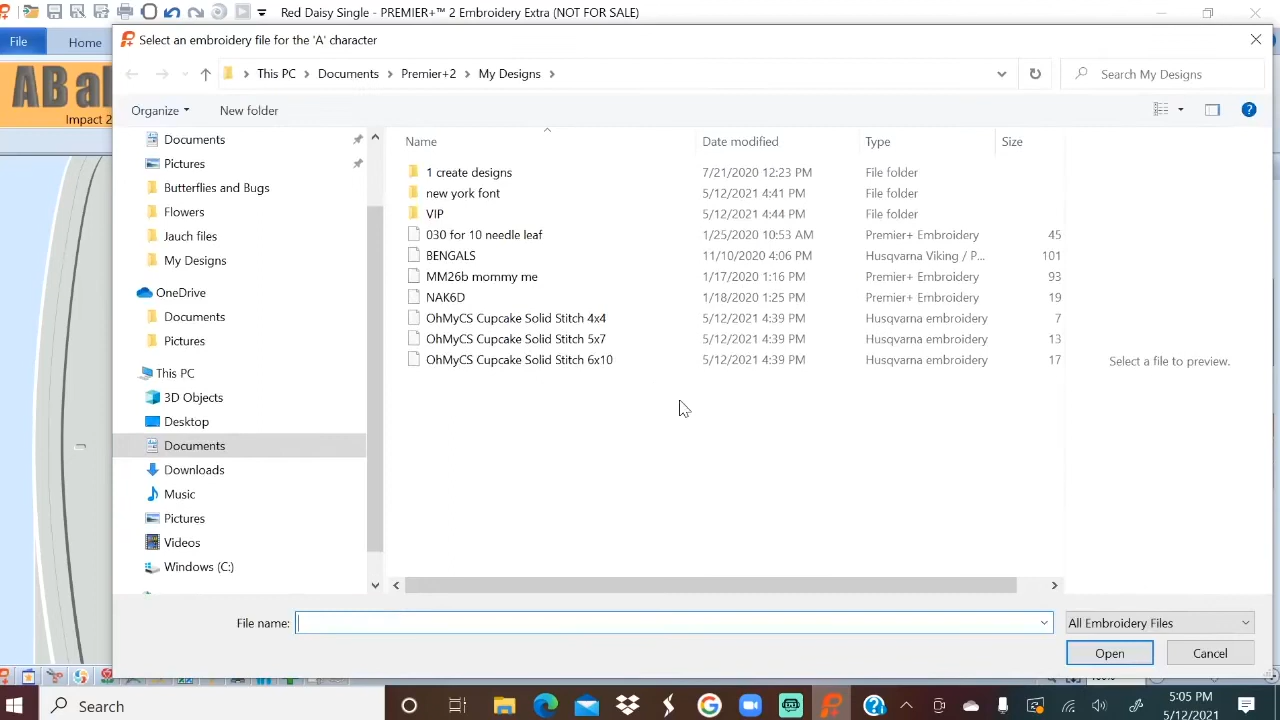 Red Daisy Single - PREMIER+™ 2 Embroidery Extra (NOT FOR SALE)
File Home
Select an embroidery file for the 'A' character
This PC > Documents > Premier+2 > My Designs >
Search My Designs
Organize New folder
ABa
Impact 2
Name Date modified Type Size
Documents
Pictures
Butterflies and Bugs
Flowers
Jauch files
My Designs
OneDrive
Documents
Pictures
This PC
3D Objects
Desktop
Documents
Downloads
Music
Pictures
Videos
Windows (C:)
1 create designs 7/21/2020 12:23 PM File folder
new york font 5/12/2021 4:41 PM File folder
VIP 5/12/2021 4:44 PM File folder
030 for 10 needle leaf 1/25/2020 10:53 AM Premier+ Embroidery 45
BENGALS 11/10/2020 4:06 PM Husqvarna Viking / P... 101
MM26b mommy me 1/17/2020 1:16 PM Premier+ Embroidery 93
NAK6D 1/18/2020 1:25 PM Premier+ Embroidery 19
OhMyCS Cupcake Solid Stitch 4x4 5/12/2021 4:39 PM Husqvarna embroidery 7
OhMyCS Cupcake Solid Stitch 5x7 5/12/2021 4:39 PM Husqvarna embroidery 13
OhMyCS Cupcake Solid Stitch 6x10 5/12/2021 4:39 PM Husqvarna embroidery 17
Select a file to preview.
File name: All Embroidery Files
Open Cancel
Search
5:05 PM
5/12/2021